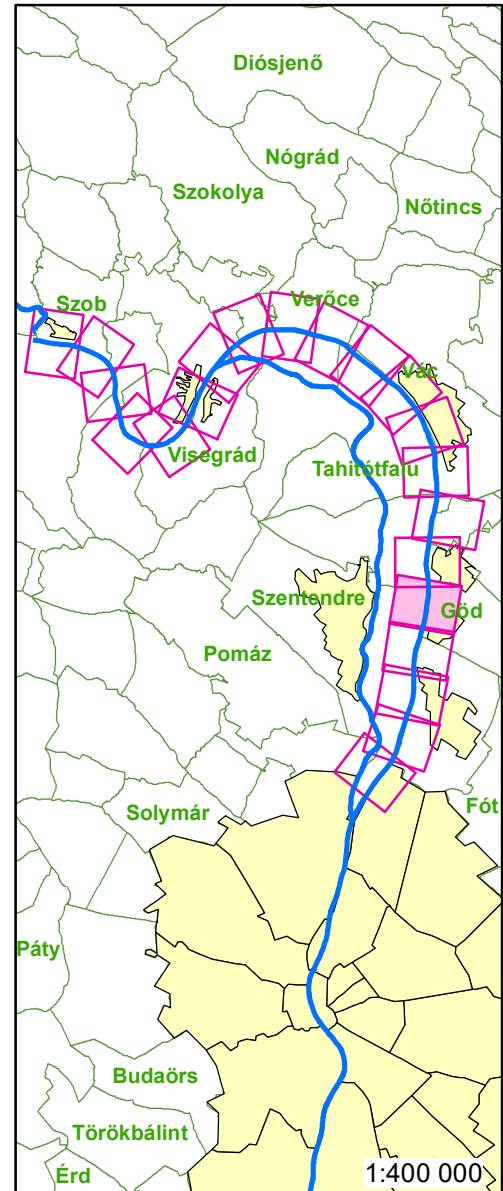 Diósjenő
Nógrád
Szokolya
Nőtincs
Szob
Verőce
Vác
Visegrád
Tahitótfalu
Szentendre
Göd
Pomáz
Solymár
Fót
Páty
Budaörs
Törökbálint
Érd
1:400 000